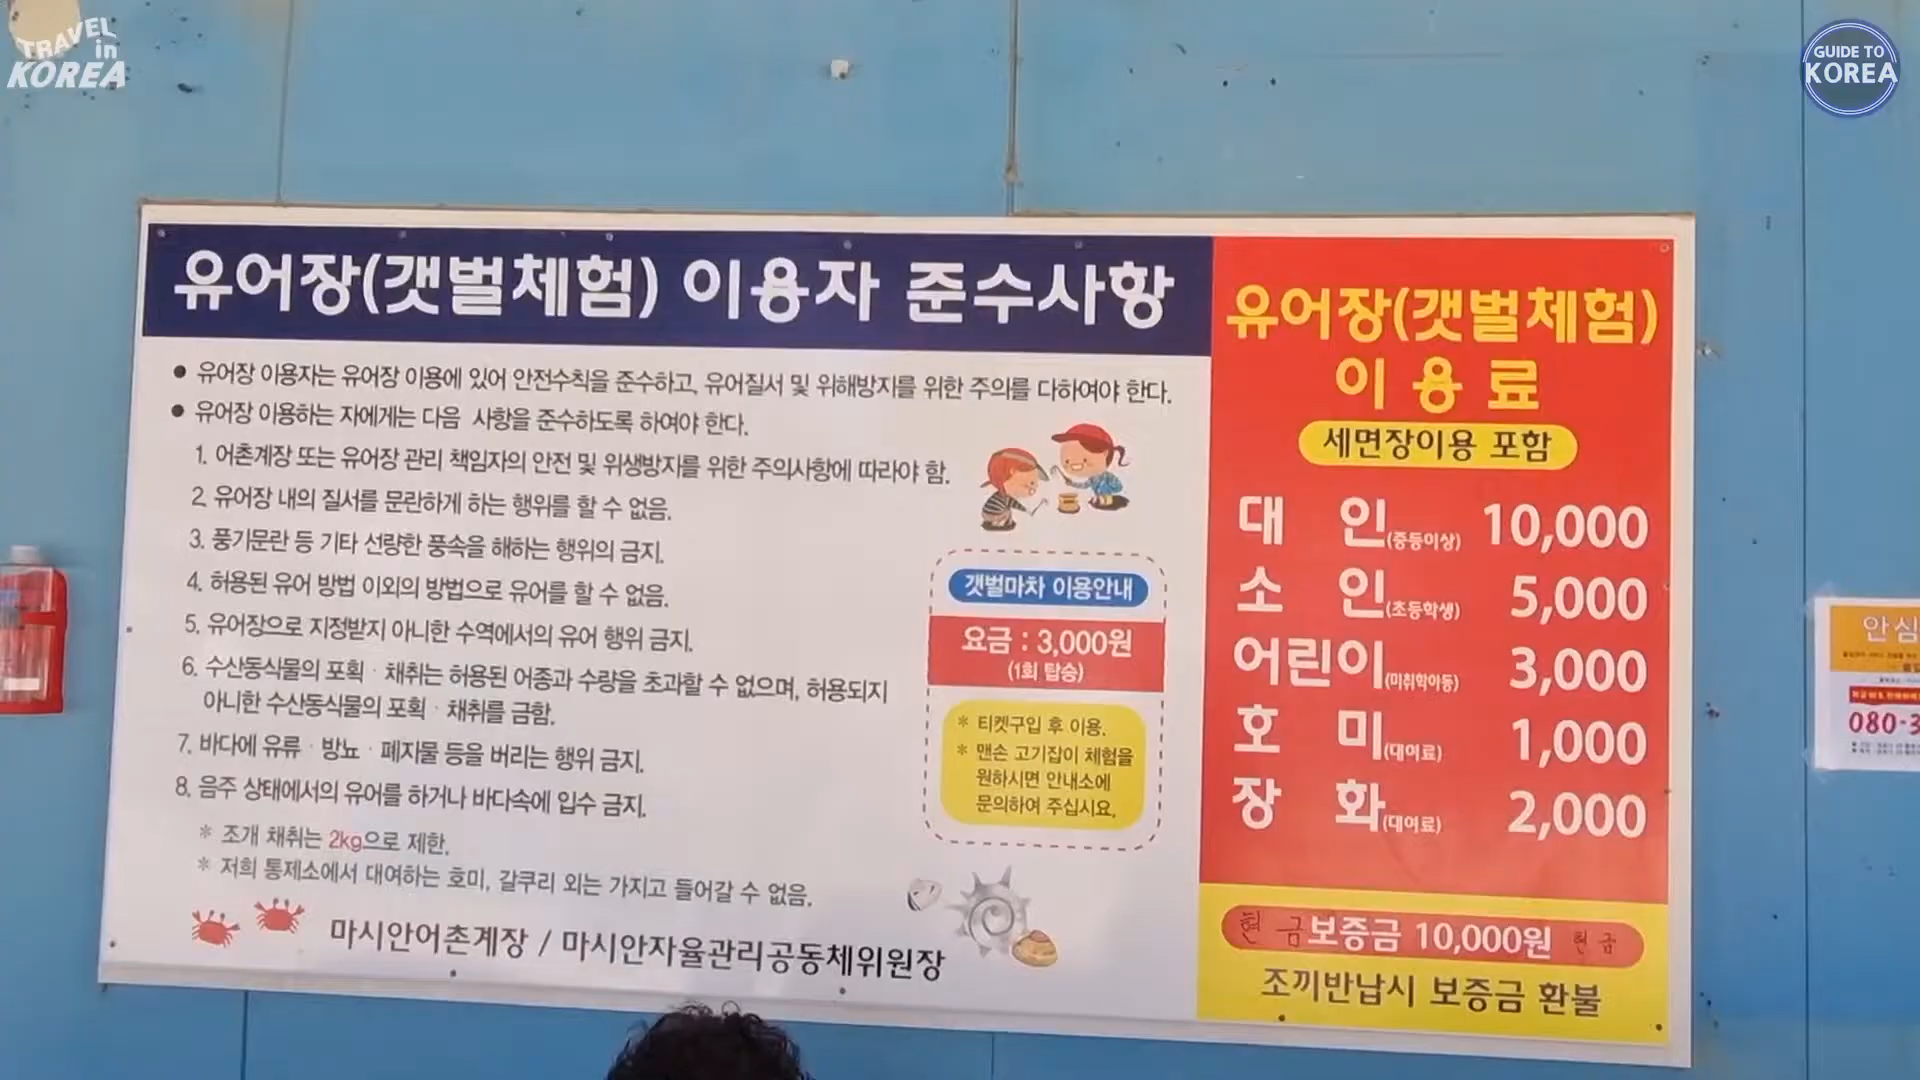 TRAVEL
in
KOREA
GUIDE TO
KOREA
유어장(갯벌체험) 이용자 준수사항
● 유어장 이용자는 유어장 이용에 있어 안전수칙을 준수하고, 유어질서 및 위해방지를 위한 주의를 다하여야 한다.
● 유어장 이용하는 자에게는 다음 사항을 준수하도록 하여야 한다.
1. 어촌계장 또는 유어장 관리 책임자의 안전 및 위생방지를 위한 주의사항에 따라야 함.
2. 유어장 내의 질서를 문란하게 하는 행위를 할 수 없음.
3. 풍기문란 등 기타 선량한 풍속을 해하는 행위의 금지.
4. 허용된 유어 방법 이외의 방법으로 유어를 할 수 없음.
5. 유어장으로 지정받지 아니한 수역에서의 유어 행위 금지.
6. 수산동식물의 포획 · 채취는 허용된 어종과 수량을 초과할 수 없으며, 허용되지
아니한 수산동식물의 포획 · 채취를 금함.
7. 바다에 유류 · 방뇨 · 폐자물 등을 버리는 행위 금지.
8. 음주 상태에서의 유어를 하거나 바다속에 입수 금지.
* 조개 채취는 2kg으로 제한.
* 저희 통제소에서 대여하는 호미, 갈쿠리 외는 가지고 들어갈 수 없음.
마시안어촌계장 / 마시안자율관리공동체위원장
갯벌마차 이용안내
요금 : 3,000원
(1회 탑승)
* 티켓구입 후 이용.
* 맨손 고기잡이 체험을
원하시면 안내소에
문의하여 주십시요.
유어장(갯벌체험)
이용료
세면장이용 포함
대 인(중등이상) 10,000
소 인(초등학생) 5,000
어린이(미취학아동) 3,000
호 미(대여료) 1,000
장 화(대여료) 2,000
현 금 보증금 10,000원 현금
조끼반납시 보증금 환불
안심
080-3